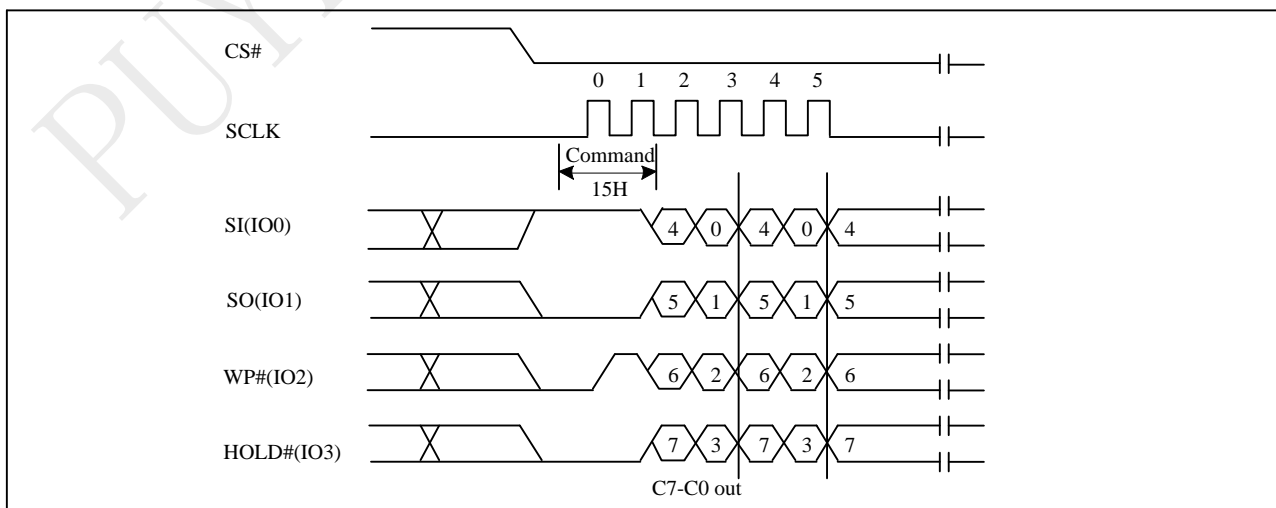 PUY
CS#
0 1 2 3 4 5
SCLK
Command
15H
SI(IO0) 4 0 4 0 4
SO(IO1) 5 1 5 1 5
WP#(IO2) 6 2 6 2 6
HOLD#(IO3) 7 3 7 3 7
C7-C0 out